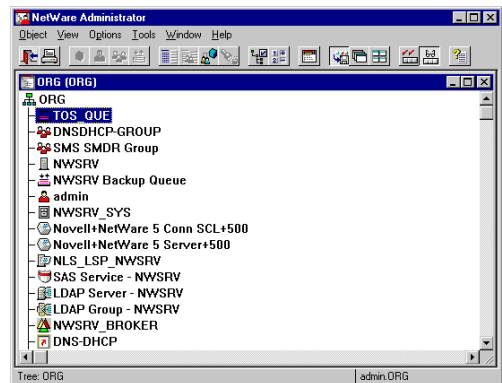 NetWare Administrator
Object View Options Tools Window Help
ORG (ORG)
ORG
TOS_QUE
DNSDHCP-GROUP
SMS SMDR Group
NWSRV
NWSRV Backup Queue
admin
NWSRV_SYS
Novell+NetWare 5 Conn SCL+500
Novell+NetWare 5 Server+500
NLS_LSP_NWSRV
SAS Service - NWSRV
LDAP Server - NWSRV
LDAP Group - NWSRV
NWSRV_BROKER
DNS-DHCP
Tree: ORG admin.ORG